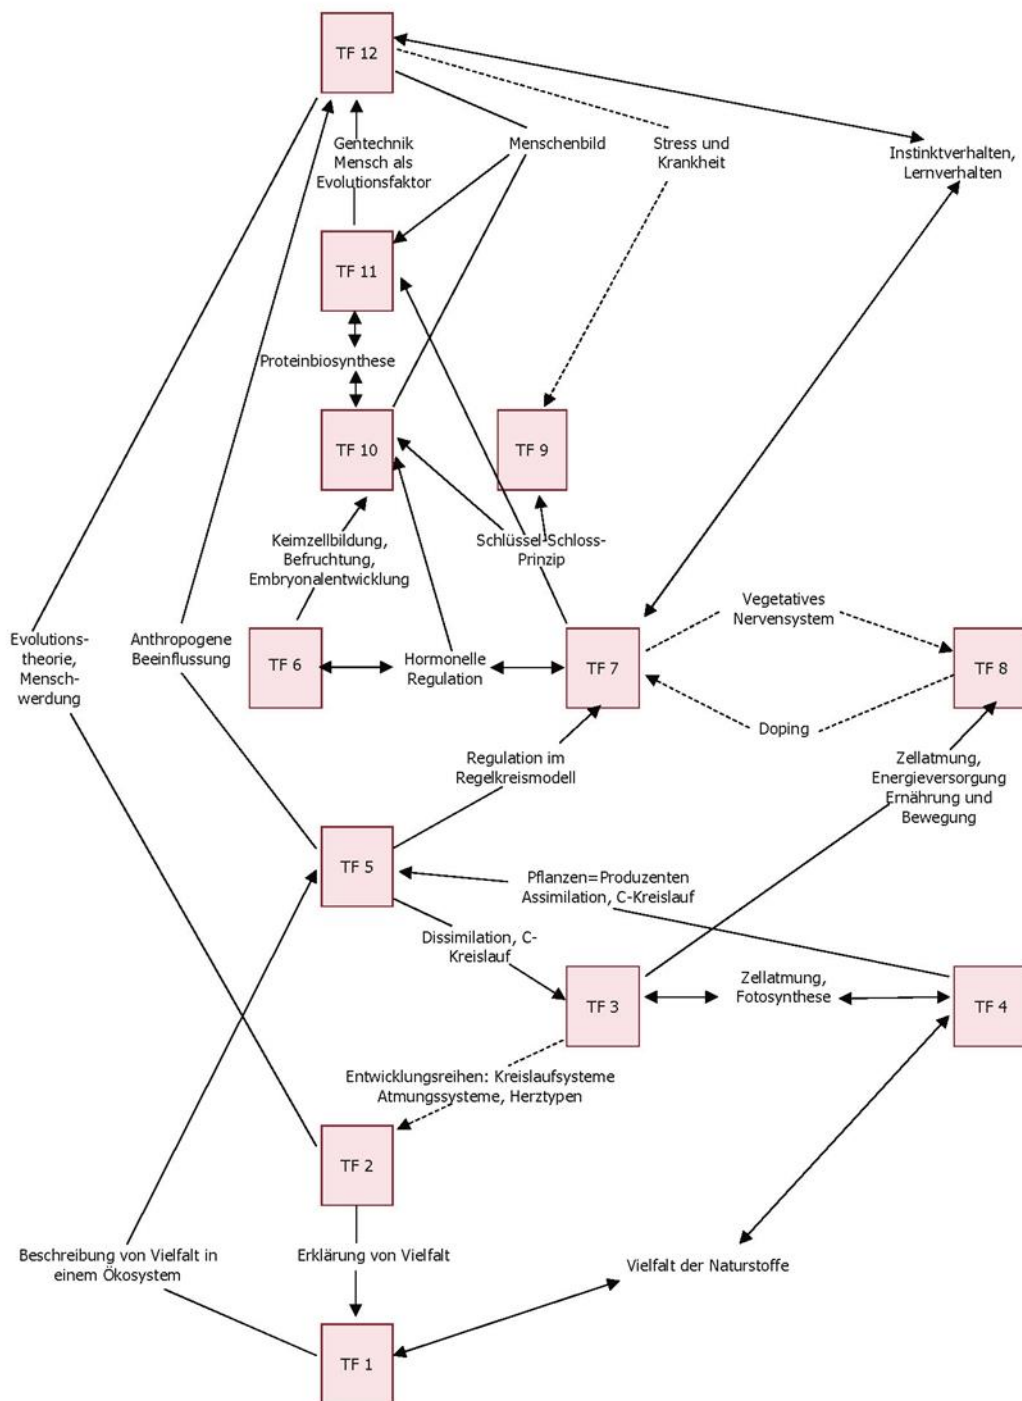 TF 12
Gentechnik
Mensch als
Evolutionsfaktor
Menschenbild
Stress und
Krankheit
Instinktverhalten,
Lernverhalten
TF 11
Proteinbiosynthese
TF 10
TF 9
Keimzellbildung,
Befruchtung,
Embryonalentwicklung
Schlüssel-Schloss-
Prinzip
Evolutions-
theorie,
Mensch-
werdung
Anthropogene
Beeinflussung
TF 6
Hormonelle
Regulation
TF 7
Vegetatives
Nervensystem
TF 8
Doping
Regulation im
Regelkreismodell
Zellatmung,
Energieversorgung
Ernährung und
Bewegung
TF 5
Pflanzen=Produzenten
Assimilation, C-Kreislauf
Dissimilation, C-
Kreislauf
TF 3
Zellatmung,
Fotosynthese
TF 4
Entwicklungsreihen: Kreislaufsysteme
Atmungssysteme, Herztypen
TF 2
Beschreibung von Vielfalt in
einem Ökosystem
Erklärung von Vielfalt
Vielfalt der Naturstoffe
TF 1